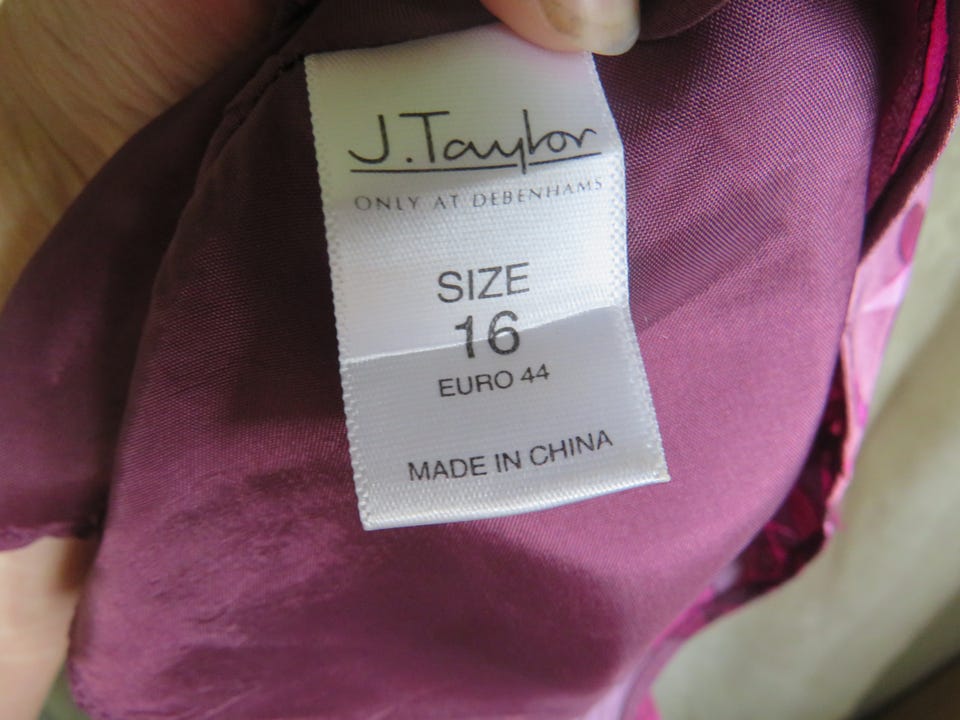 J. Taylor
ONLY AT DEBENHAMS
SIZE
16
EURO 44
MADE IN CHINA